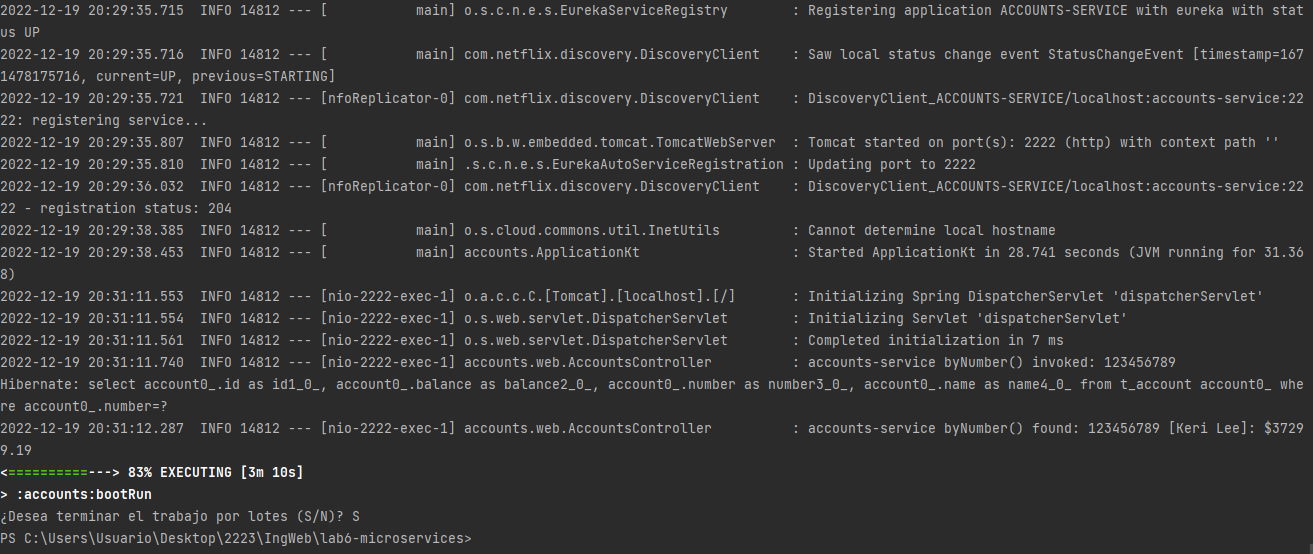 2022-12-19 20:29:35.715  INFO 14812 --- [           main] o.s.c.n.e.s.EurekaServiceRegistry        : Registering application ACCOUNTS-SERVICE with eureka with stat
us UP
2022-12-19 20:29:35.716  INFO 14812 --- [           main] com.netflix.discovery.DiscoveryClient    : Saw local status change event StatusChangeEvent [timestamp=167
1478175716, current=UP, previous=STARTING]
2022-12-19 20:29:35.721  INFO 14812 --- [nfoReplicator-0] com.netflix.discovery.DiscoveryClient    : DiscoveryClient_ACCOUNTS-SERVICE/localhost:accounts-service:22
22: registering service...
2022-12-19 20:29:35.807  INFO 14812 --- [           main] o.s.b.w.embedded.tomcat.TomcatWebServer  : Tomcat started on port(s): 2222 (http) with context path ''
2022-12-19 20:29:35.810  INFO 14812 --- [           main] .s.c.n.e.s.EurekaAutoServiceRegistration : Updating port to 2222
2022-12-19 20:29:36.032  INFO 14812 --- [nfoReplicator-0] com.netflix.discovery.DiscoveryClient    : DiscoveryClient_ACCOUNTS-SERVICE/localhost:accounts-service:22
22 - registration status: 204
2022-12-19 20:29:38.385  INFO 14812 --- [           main] o.s.cloud.commons.util.InetUtils         : Cannot determine local hostname
2022-12-19 20:29:38.453  INFO 14812 --- [           main] accounts.ApplicationKt                   : Started ApplicationKt in 28.741 seconds (JVM running for 31.36
8)
2022-12-19 20:31:11.553  INFO 14812 --- [nio-2222-exec-1] o.a.c.c.C.[Tomcat].[localhost].[/]       : Initializing Spring DispatcherServlet 'dispatcherServlet'
2022-12-19 20:31:11.554  INFO 14812 --- [nio-2222-exec-1] o.s.web.servlet.DispatcherServlet        : Initializing Servlet 'dispatcherServlet'
2022-12-19 20:31:11.561  INFO 14812 --- [nio-2222-exec-1] o.s.web.servlet.DispatcherServlet        : Completed initialization in 7 ms
2022-12-19 20:31:11.740  INFO 14812 --- [nio-2222-exec-1] accounts.web.AccountsController          : accounts-service byNumber() invoked: 123456789
Hibernate: select account0_.id as id1_0_, account0_.balance as balance2_0_, account0_.number as number3_0_, account0_.name as name4_0_ from t_account account0_ whe
re account0_.number=?
2022-12-19 20:31:12.287  INFO 14812 --- [nio-2222-exec-1] accounts.web.AccountsController          : accounts-service byNumber() found: 123456789 [Keri Lee]: $3729
9.19
<==========---> 83% EXECUTING [3m 10s]
> :accounts:bootRun
¿Desea terminar el trabajo por lotes (S/N)? S
PS C:\Users\Usuario\Desktop\2223\IngWeb\lab6-microservices>